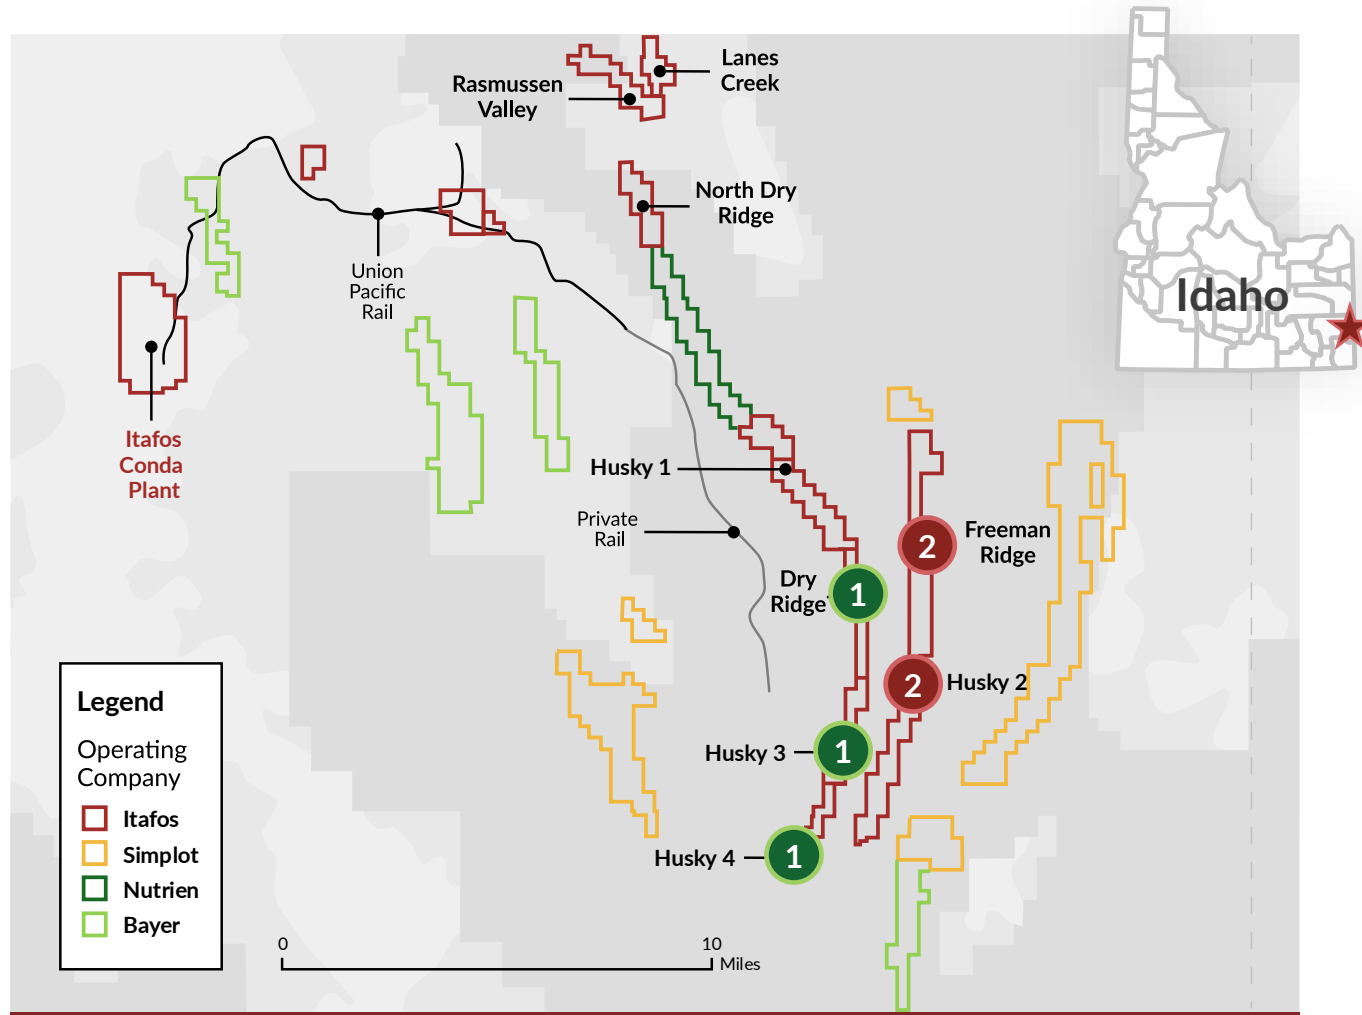 Lanes
Creek
Rasmussen
Valley
North Dry
Ridge
Idaho
Union
Pacific
Rail
Itafos
Conda
Plant
Husky 1
Private
Rail
2
Freeman
Ridge
Dry
Ridge
1
2
Husky 2
Husky 3
1
Husky 4
1
Legend
Operating
Company
Itafos
Simplot
Nutrien
Bayer
0
10
Miles